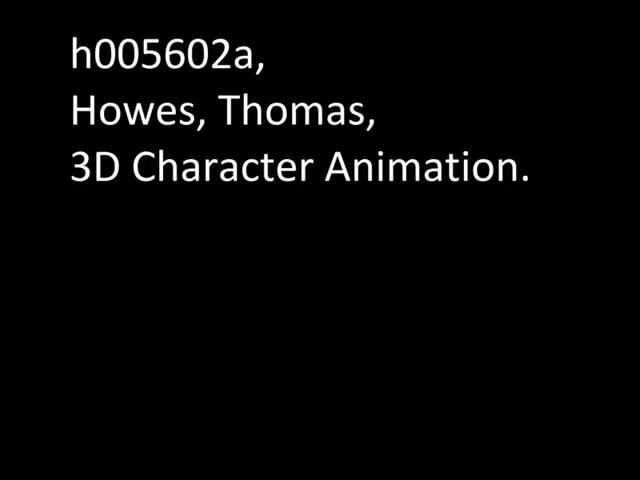 h005602a,
Howes, Thomas,
3D Character Animation.